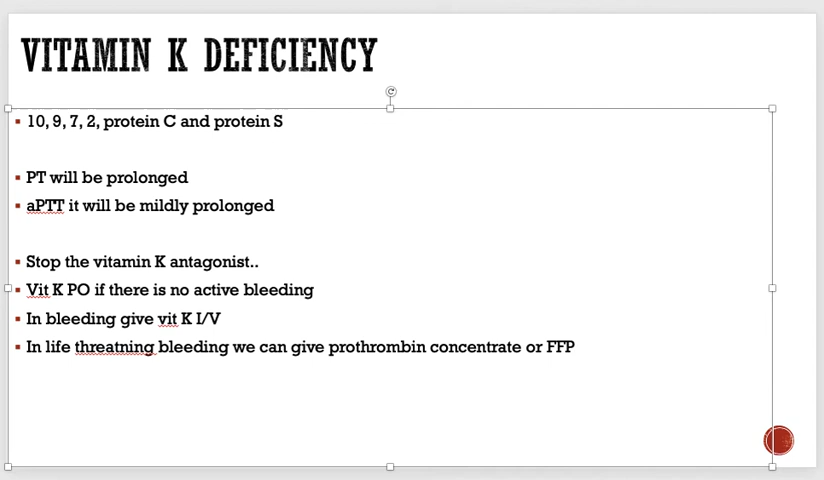 VITAMIN K DEFICIENCY
10, 9, 7, 2, protein C and protein S
PT will be prolonged
aPTT it will be mildly prolonged
Stop the vitamin K antagonist..
Vit K PO if there is no active bleeding
In bleeding give vit K I/V
In life threatning bleeding we can give prothrombin concentrate or FFP